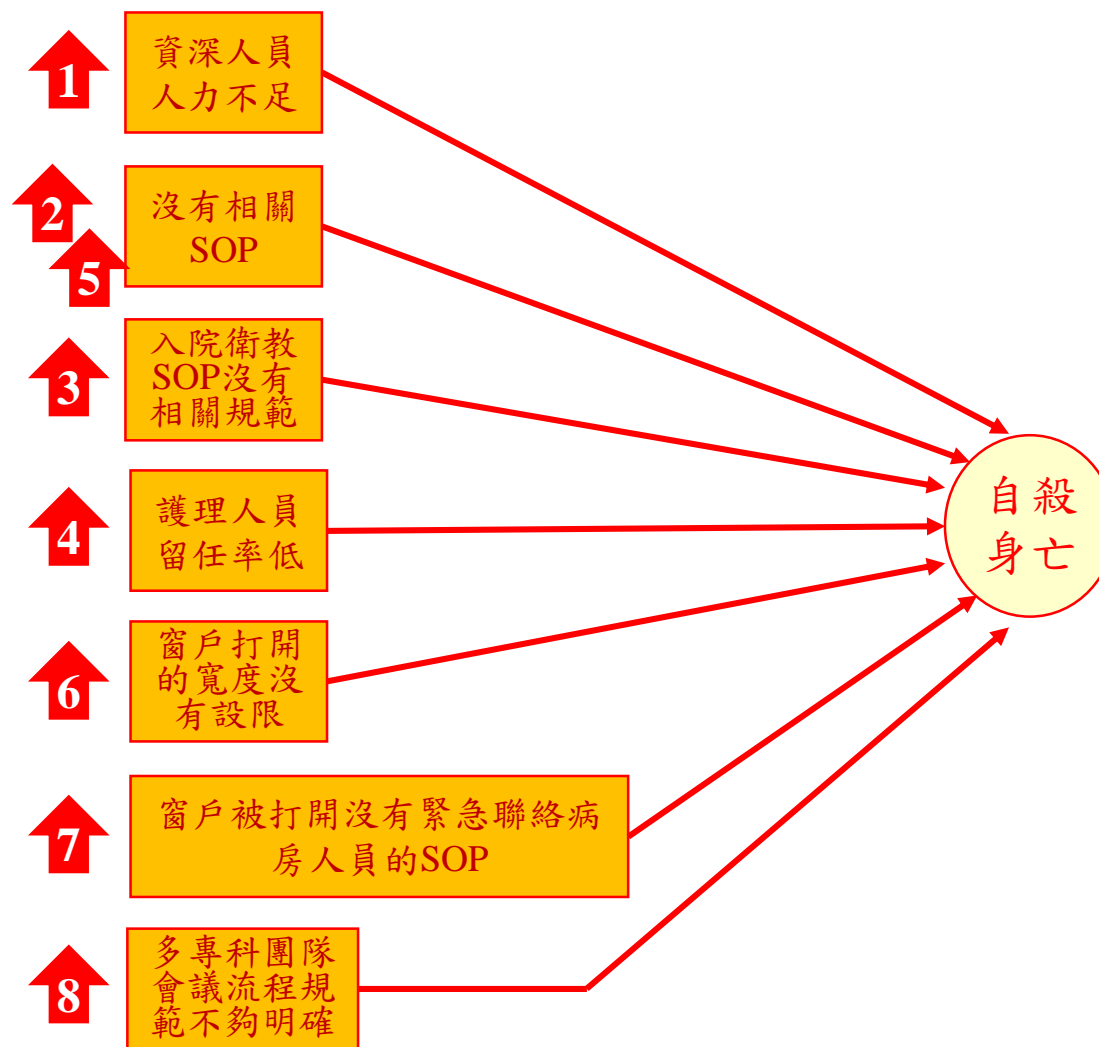 1
資深人員
人力不足
2
5
沒有相關
SOP
3
入院衛教
SOP沒有
相關規範
4
護理人員
留任率低
自殺
身亡
6
窗戶打開
的寬度沒
有設限
7
窗戶被打開沒有緊急聯絡病
房人員的SOP
8
多專科團隊
會議流程規
範不夠明確